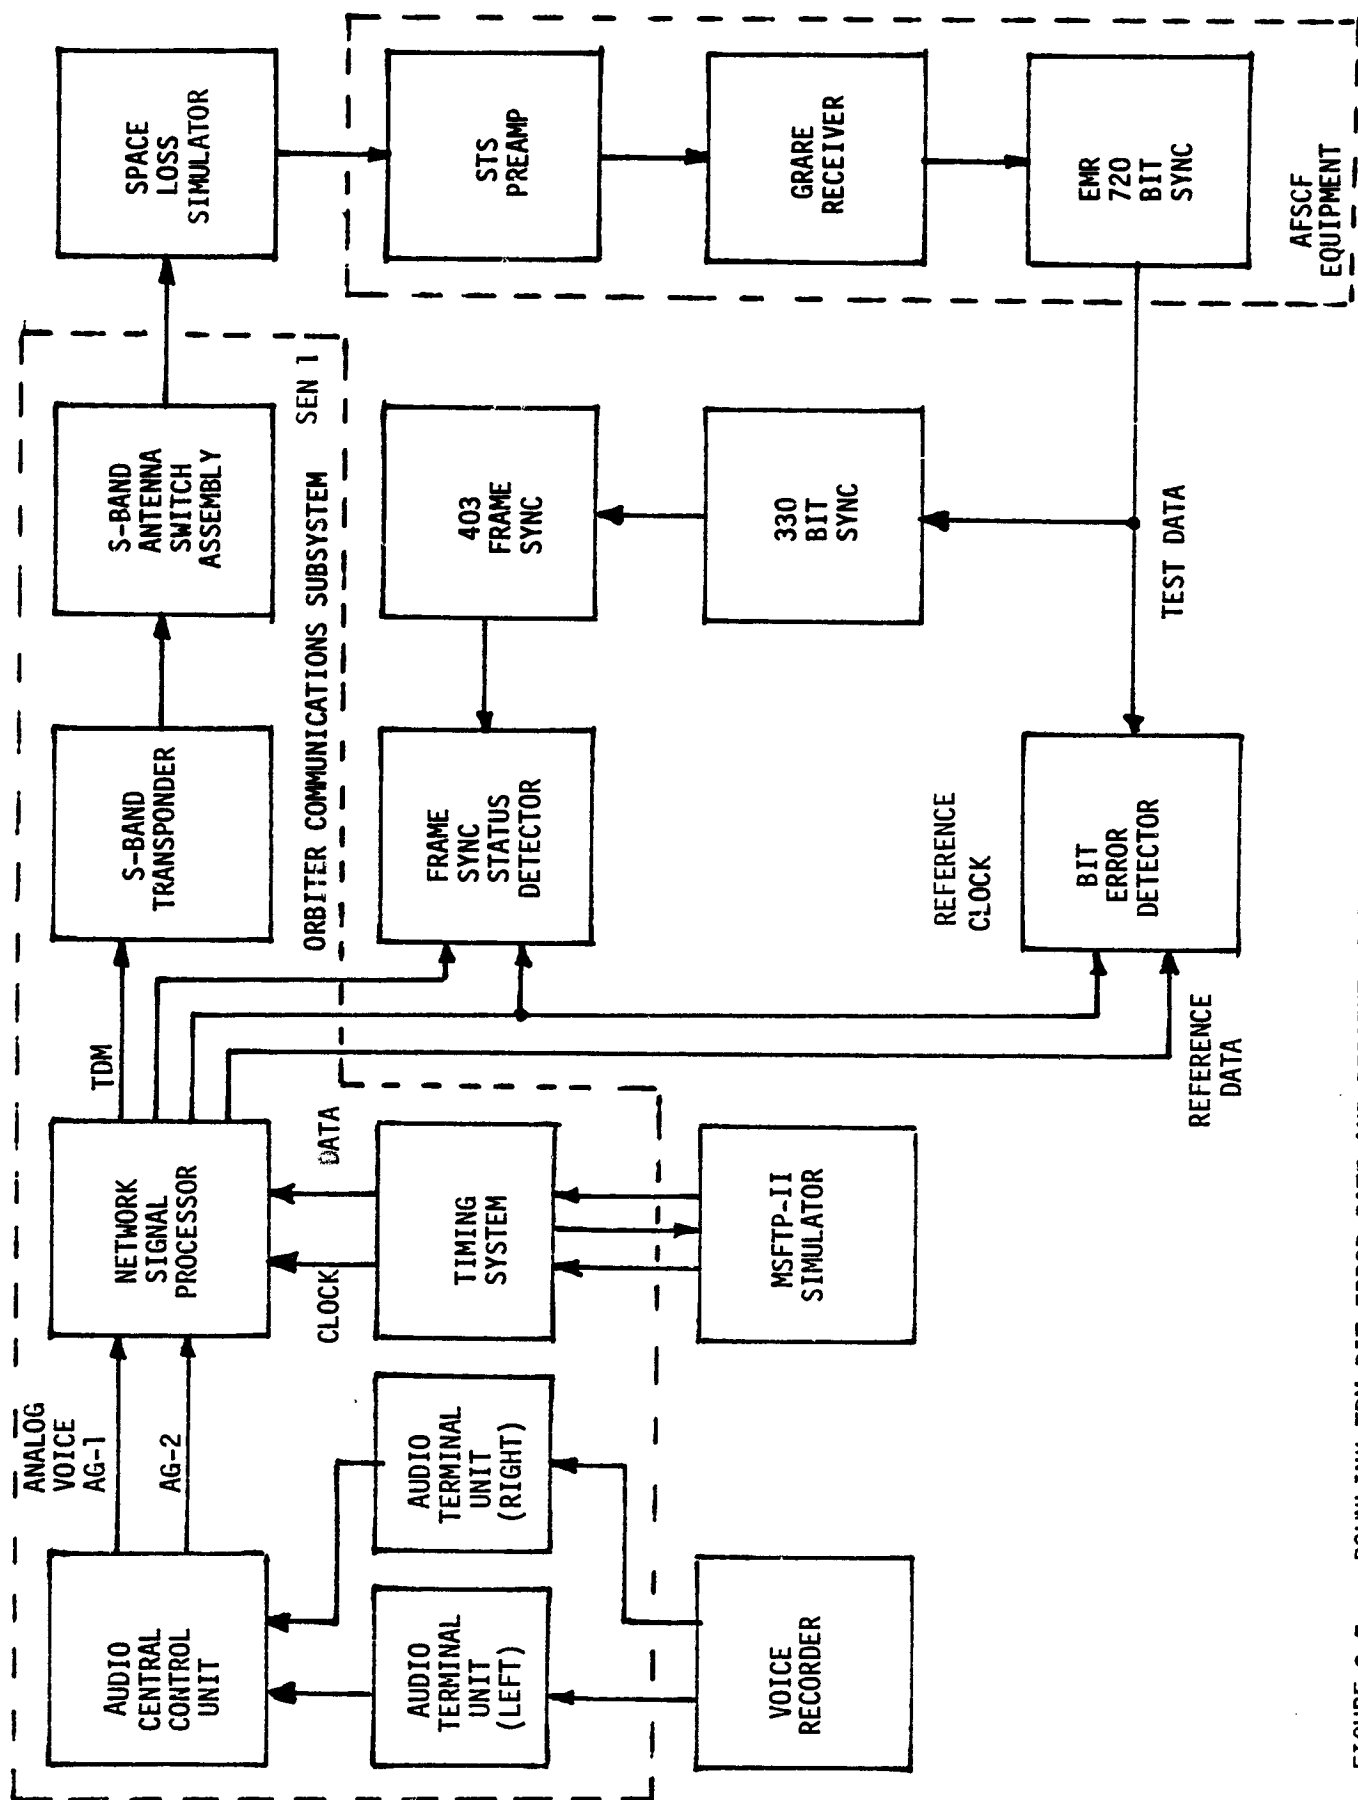 ANALOG
VOICE
AG-1
AG-2
AUDIO
CENTRAL
CONTROL
UNIT
NETWORK
SIGNAL
PROCESSOR
TDM
S-BAND
TRANSPONDER
S-BAND
ANTENNA
SWITCH
ASSEMBLY
SPACE
LOSS
SIMULATOR
CLOCK
DATA
ORBITER COMMUNICATIONS SUBSYSTEM
SEN 1
AUDIO
TERMINAL
UNIT
(LEFT)
AUDIO
TERMINAL
UNIT
(RIGHT)
TIMING
SYSTEM
FRAME
SYNC
STATUS
DETECTOR
403
FRAME
SYNC
STS
PREAMP
VOICE
RECORDER
MSFTP-II
SIMULATOR
330
BIT
SYNC
GRARE
RECEIVER
REFERENCE
CLOCK
BIT
ERROR
DETECTOR
EMR
720
BIT
SYNC
TEST DATA
REFERENCE
DATA
AFSCF
EQUIPMENT